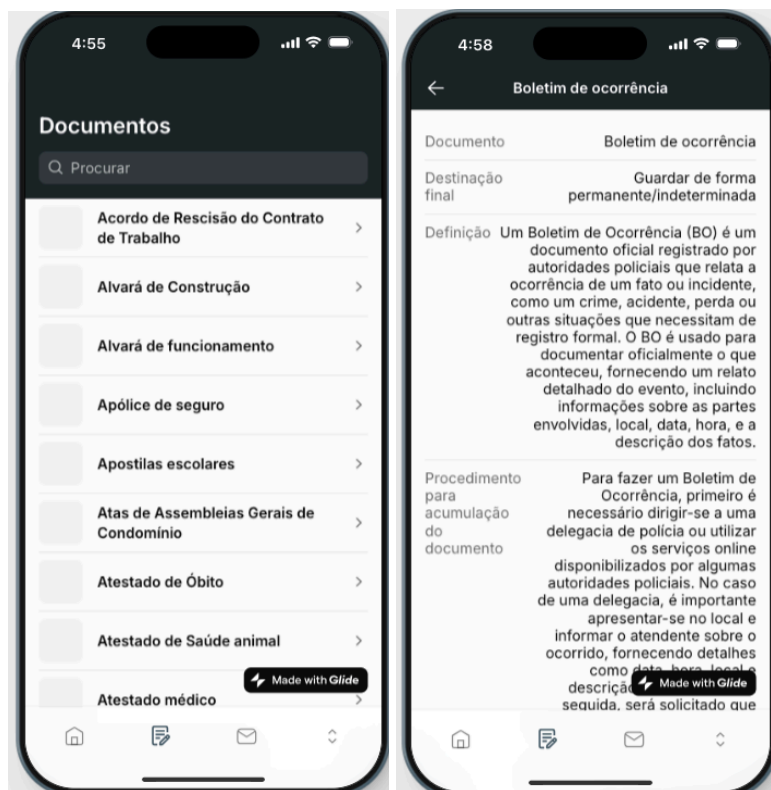 4:55
Documentos
Procurar
Acordo de Rescisão do Contrato
de Trabalho
Alvará de Construção
Alvará de funcionamento
Apólice de seguro
Apostilas escolares
Atas de Assembleias Gerais de
Condomínio
Atestado de Óbito
Atestado de Saúde animal
Atestado médico
Made with Glide
4:58
Boletim de ocorrência
Documento Boletim de ocorrência
Destinação Guardar de forma
final permanente/indeterminada
Definição Um Boletim de Ocorrência (BO) é um
documento oficial registrado por
autoridades policiais que relata a
ocorrência de um fato ou incidente,
como um crime, acidente, perda ou
outras situações que necessitam de
registro formal. O BO é usado para
documentar oficialmente o que
aconteceu, fornecendo um relato
detalhado do evento, incluindo
informações sobre as partes
envolvidas, local, data, hora, e a
descrição dos fatos.
Procedimento Para fazer um Boletim de
para Ocorrência, primeiro é
acumulação necessário dirigir-se a uma
do delegacia de polícia ou utilizar
documento os serviços online
disponibilizados por algumas
autoridades policiais. No caso
de uma delegacia, é importante
apresentar-se no local e
informar o atendente sobre o
ocorrido, fornecendo detalhes
como data, hora, local e
descrição
Made with Glide
seguida, será solicitado que